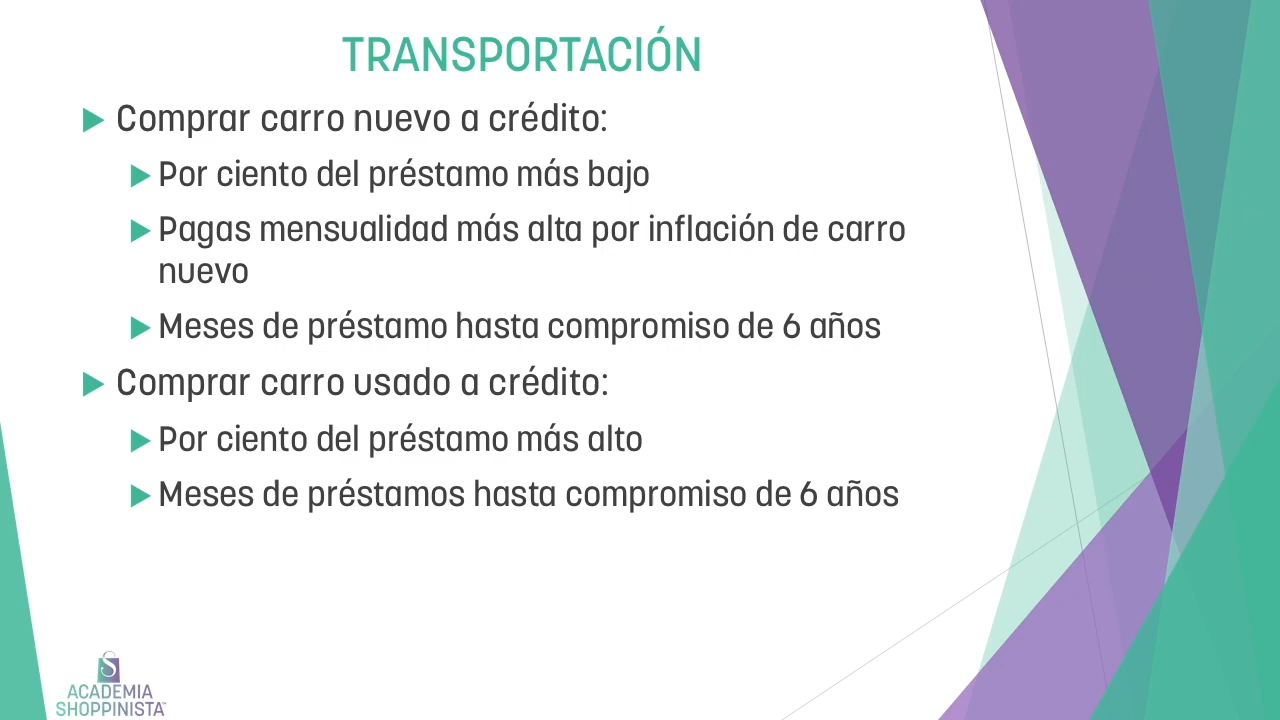 TRANSPORTACIÓN
Comprar carro nuevo a crédito:
Por ciento del préstamo más bajo
Pagas mensualidad más alta por inflación de carro
nuevo
Meses de préstamo hasta compromiso de 6 años
Comprar carro usado a crédito:
Por ciento del préstamo más alto
Meses de préstamos hasta compromiso de 6 años
ACADEMIA
SHOPPINISTA™